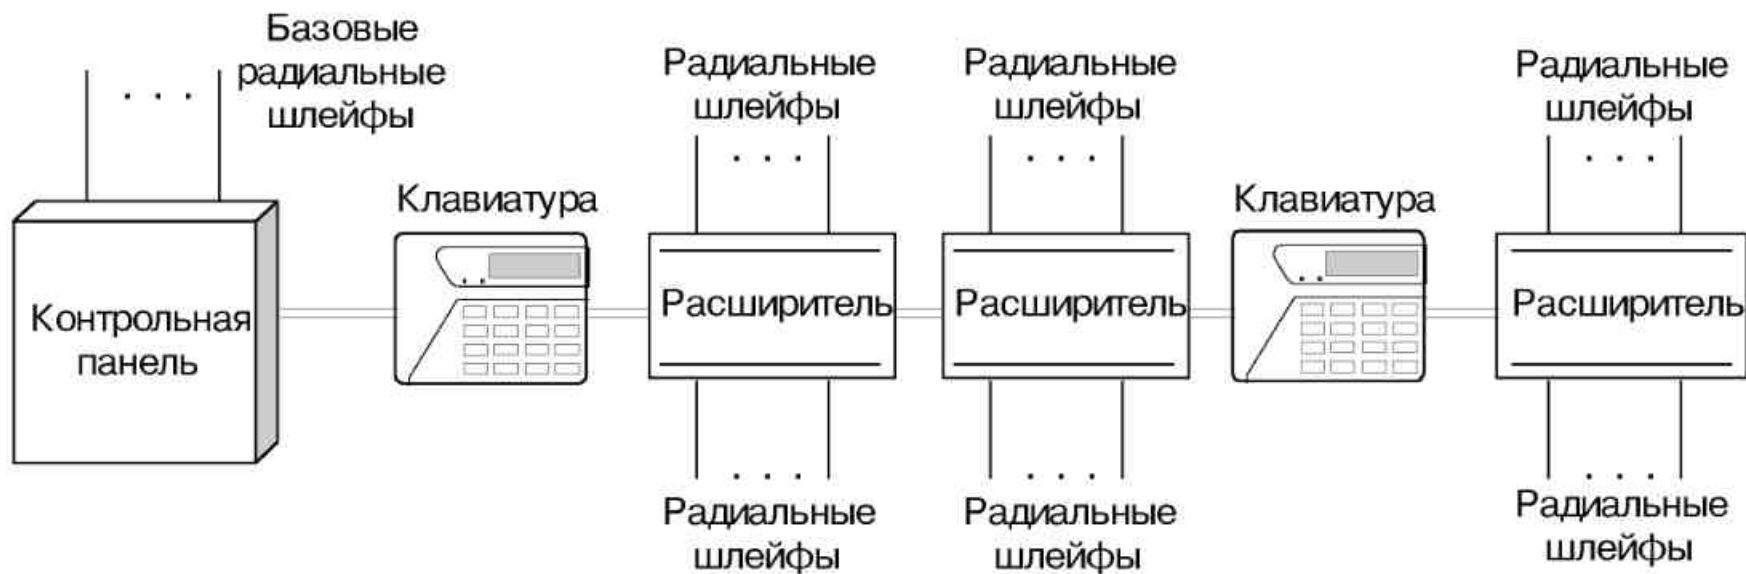 Базовые
радиальные
шлейфы
Радиальные
шлейфы
Радиальные
шлейфы
Радиальные
шлейфы
Клавиатура
Клавиатура
Контрольная
панель
Расширитель
Расширитель
Расширитель
Радиальные
шлейфы
Радиальные
шлейфы
Радиальные
шлейфы